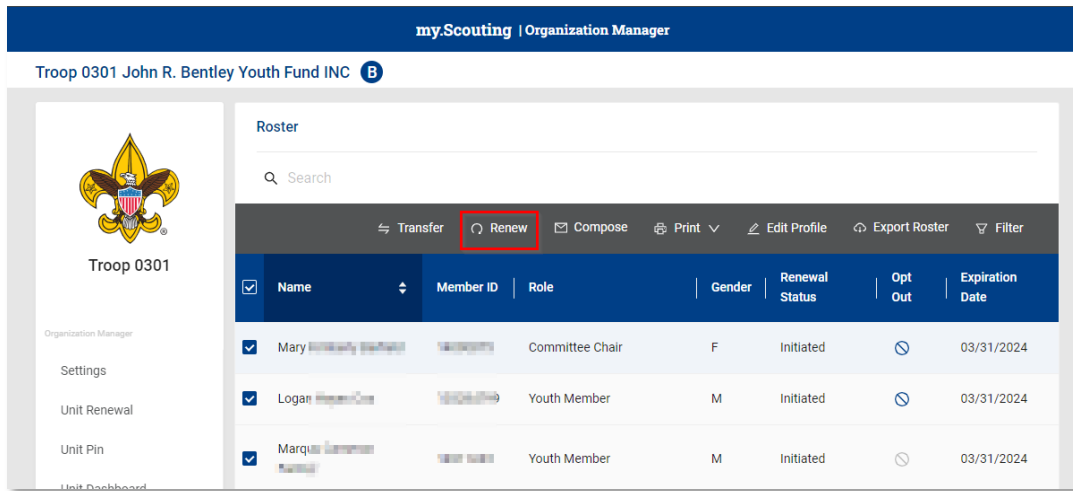 my.Scouting | Organization Manager
Troop 0301 John R. Bentley Youth Fund INC B
Troop 0301
Organization Manager
Settings
Unit Renewal
Unit Pin
Unit Dashboard
Roster
Search
Transfer Renew Compose Print Edit Profile Export Roster Filter
Name Member ID Role Gender Renewal Status Opt Out Expiration Date
Mary Committee Chair F Initiated 03/31/2024
Logan Youth Member M Initiated 03/31/2024
Marqu Youth Member M Initiated 03/31/2024